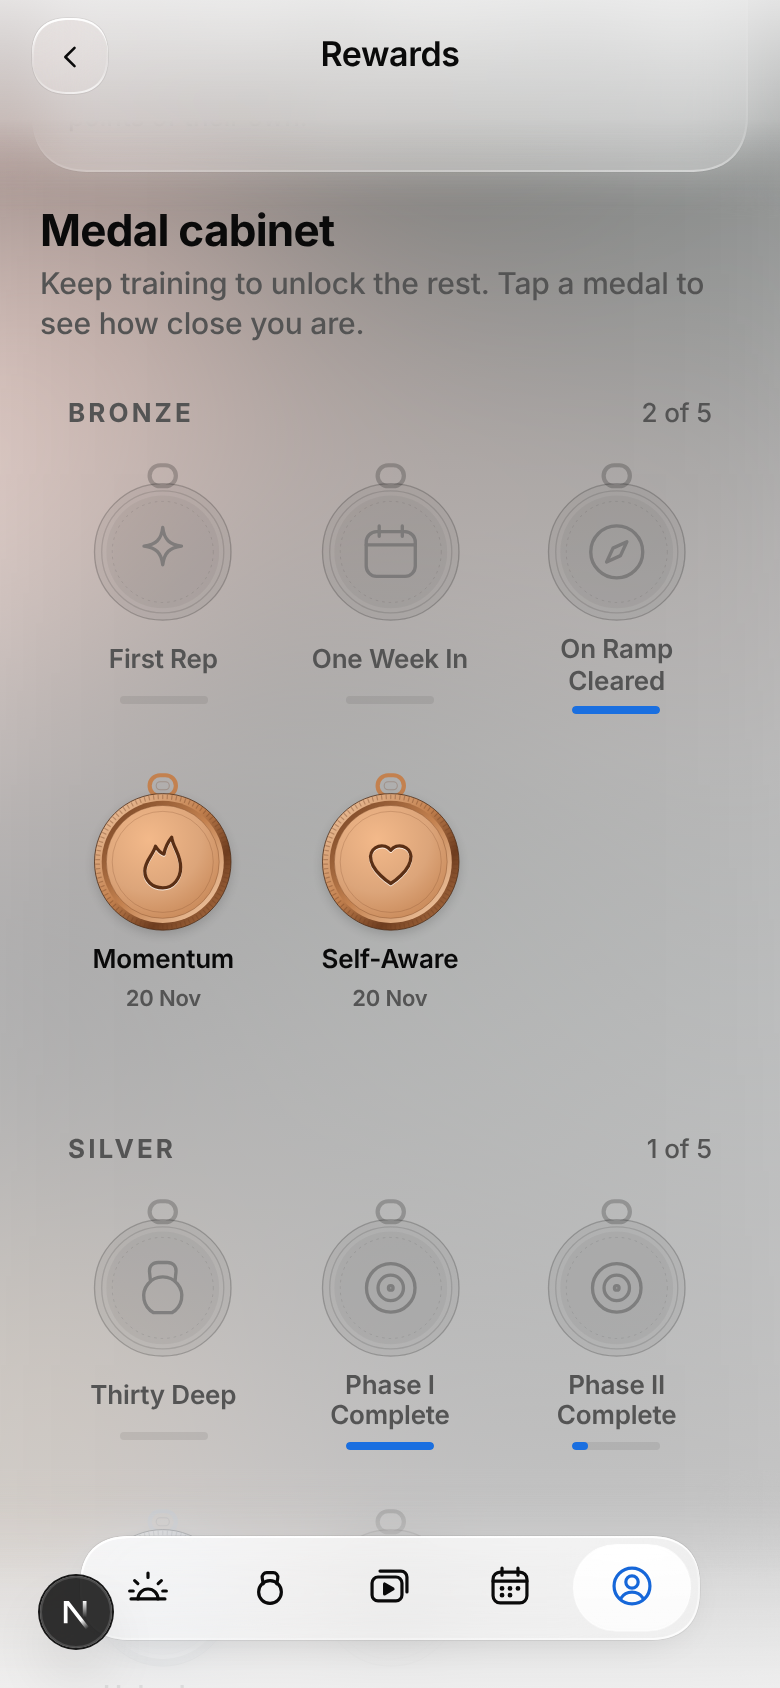 Rewards
Medal cabinet
Keep training to unlock the rest. Tap a medal to
see how close you are.
BRONZE
2 of 5
First Rep
One Week In
On Ramp
Cleared
Momentum
20 Nov
Self-Aware
20 Nov
SILVER
1 of 5
Thirty Deep
Phase I
Complete
Phase II
Complete
N